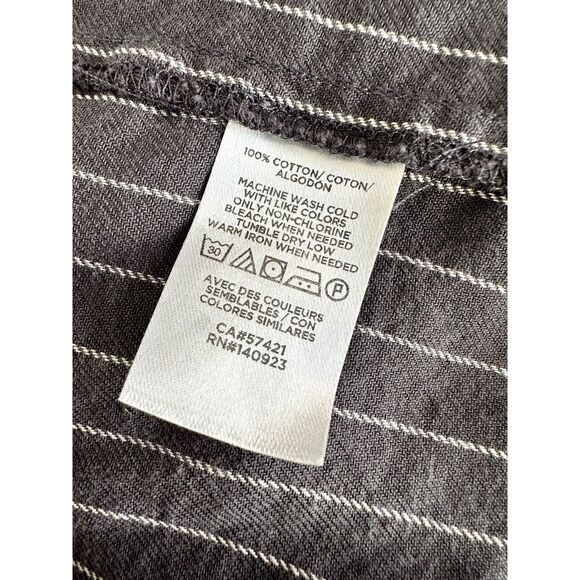 100% COTTON/ COTON/
ALGODÓN
MACHINE WASH COLD
WITH LIKE COLORS
ONLY NON-CHLORINE
BLEACH WHEN NEEDED
TUMBLE DRY LOW
WARM IRON WHEN NEEDED
30 P
AVEC DES COULEURS
SEMBLABLES / CON
COLORES SIMILARES
CA#57421
RN#140923